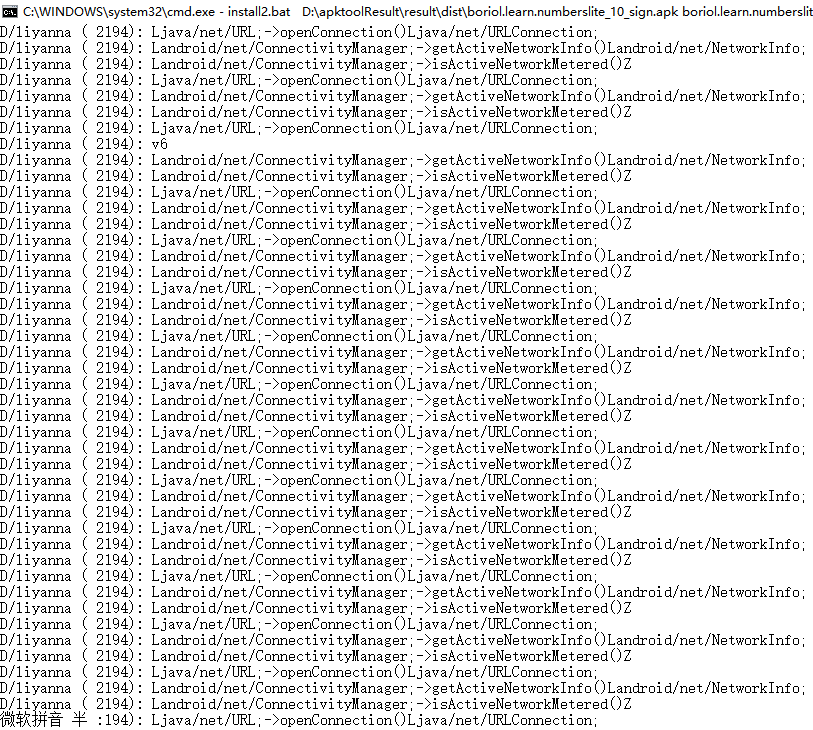 C:\WINDOWS\system32\cmd.exe - install2.bat  D:\apktoolResult\result\dist\boriol.learn.numberslite_10_sign.apk boriol.learn.numberslit
D/liyanna ( 2194): Ljava/net/URL;->openConnection()Ljava/net/URLConnection;
D/liyanna ( 2194): Landroid/net/ConnectivityManager;->getActiveNetworkInfo()Landroid/net/NetworkInfo;
D/liyanna ( 2194): Landroid/net/ConnectivityManager;->isActiveNetworkMetered()Z
D/liyanna ( 2194): Ljava/net/URL;->openConnection()Ljava/net/URLConnection;
D/liyanna ( 2194): Landroid/net/ConnectivityManager;->getActiveNetworkInfo()Landroid/net/NetworkInfo;
D/liyanna ( 2194): Landroid/net/ConnectivityManager;->isActiveNetworkMetered()Z
D/liyanna ( 2194): Ljava/net/URL;->openConnection()Ljava/net/URLConnection;
D/liyanna ( 2194): v6
D/liyanna ( 2194): Landroid/net/ConnectivityManager;->getActiveNetworkInfo()Landroid/net/NetworkInfo;
D/liyanna ( 2194): Landroid/net/ConnectivityManager;->isActiveNetworkMetered()Z
D/liyanna ( 2194): Ljava/net/URL;->openConnection()Ljava/net/URLConnection;
D/liyanna ( 2194): Landroid/net/ConnectivityManager;->getActiveNetworkInfo()Landroid/net/NetworkInfo;
D/liyanna ( 2194): Landroid/net/ConnectivityManager;->isActiveNetworkMetered()Z
D/liyanna ( 2194): Ljava/net/URL;->openConnection()Ljava/net/URLConnection;
D/liyanna ( 2194): Landroid/net/ConnectivityManager;->getActiveNetworkInfo()Landroid/net/NetworkInfo;
D/liyanna ( 2194): Landroid/net/ConnectivityManager;->isActiveNetworkMetered()Z
D/liyanna ( 2194): Ljava/net/URL;->openConnection()Ljava/net/URLConnection;
D/liyanna ( 2194): Landroid/net/ConnectivityManager;->getActiveNetworkInfo()Landroid/net/NetworkInfo;
D/liyanna ( 2194): Landroid/net/ConnectivityManager;->isActiveNetworkMetered()Z
D/liyanna ( 2194): Ljava/net/URL;->openConnection()Ljava/net/URLConnection;
D/liyanna ( 2194): Landroid/net/ConnectivityManager;->getActiveNetworkInfo()Landroid/net/NetworkInfo;
D/liyanna ( 2194): Landroid/net/ConnectivityManager;->isActiveNetworkMetered()Z
D/liyanna ( 2194): Ljava/net/URL;->openConnection()Ljava/net/URLConnection;
D/liyanna ( 2194): Landroid/net/ConnectivityManager;->getActiveNetworkInfo()Landroid/net/NetworkInfo;
D/liyanna ( 2194): Landroid/net/ConnectivityManager;->isActiveNetworkMetered()Z
D/liyanna ( 2194): Ljava/net/URL;->openConnection()Ljava/net/URLConnection;
D/liyanna ( 2194): Landroid/net/ConnectivityManager;->getActiveNetworkInfo()Landroid/net/NetworkInfo;
D/liyanna ( 2194): Landroid/net/ConnectivityManager;->isActiveNetworkMetered()Z
D/liyanna ( 2194): Ljava/net/URL;->openConnection()Ljava/net/URLConnection;
D/liyanna ( 2194): Landroid/net/ConnectivityManager;->getActiveNetworkInfo()Landroid/net/NetworkInfo;
D/liyanna ( 2194): Landroid/net/ConnectivityManager;->isActiveNetworkMetered()Z
D/liyanna ( 2194): Ljava/net/URL;->openConnection()Ljava/net/URLConnection;
D/liyanna ( 2194): Landroid/net/ConnectivityManager;->getActiveNetworkInfo()Landroid/net/NetworkInfo;
D/liyanna ( 2194): Landroid/net/ConnectivityManager;->isActiveNetworkMetered()Z
D/liyanna ( 2194): Ljava/net/URL;->openConnection()Ljava/net/URLConnection;
D/liyanna ( 2194): Landroid/net/ConnectivityManager;->getActiveNetworkInfo()Landroid/net/NetworkInfo;
D/liyanna ( 2194): Landroid/net/ConnectivityManager;->isActiveNetworkMetered()Z
D/liyanna ( 2194): Ljava/net/URL;->openConnection()Ljava/net/URLConnection;
D/liyanna ( 2194): Landroid/net/ConnectivityManager;->getActiveNetworkInfo()Landroid/net/NetworkInfo;
D/liyanna ( 2194): Landroid/net/ConnectivityManager;->isActiveNetworkMetered()Z
D/liyanna ( 2194): Ljava/net/URL;->openConnection()Ljava/net/URLConnection;
D/liyanna ( 2194): Landroid/net/ConnectivityManager;->getActiveNetworkInfo()Landroid/net/NetworkInfo;
D/liyanna ( 2194): Landroid/net/ConnectivityManager;->isActiveNetworkMetered()Z
微软拼音 半 :194): Ljava/net/URL;->openConnection()Ljava/net/URLConnection;